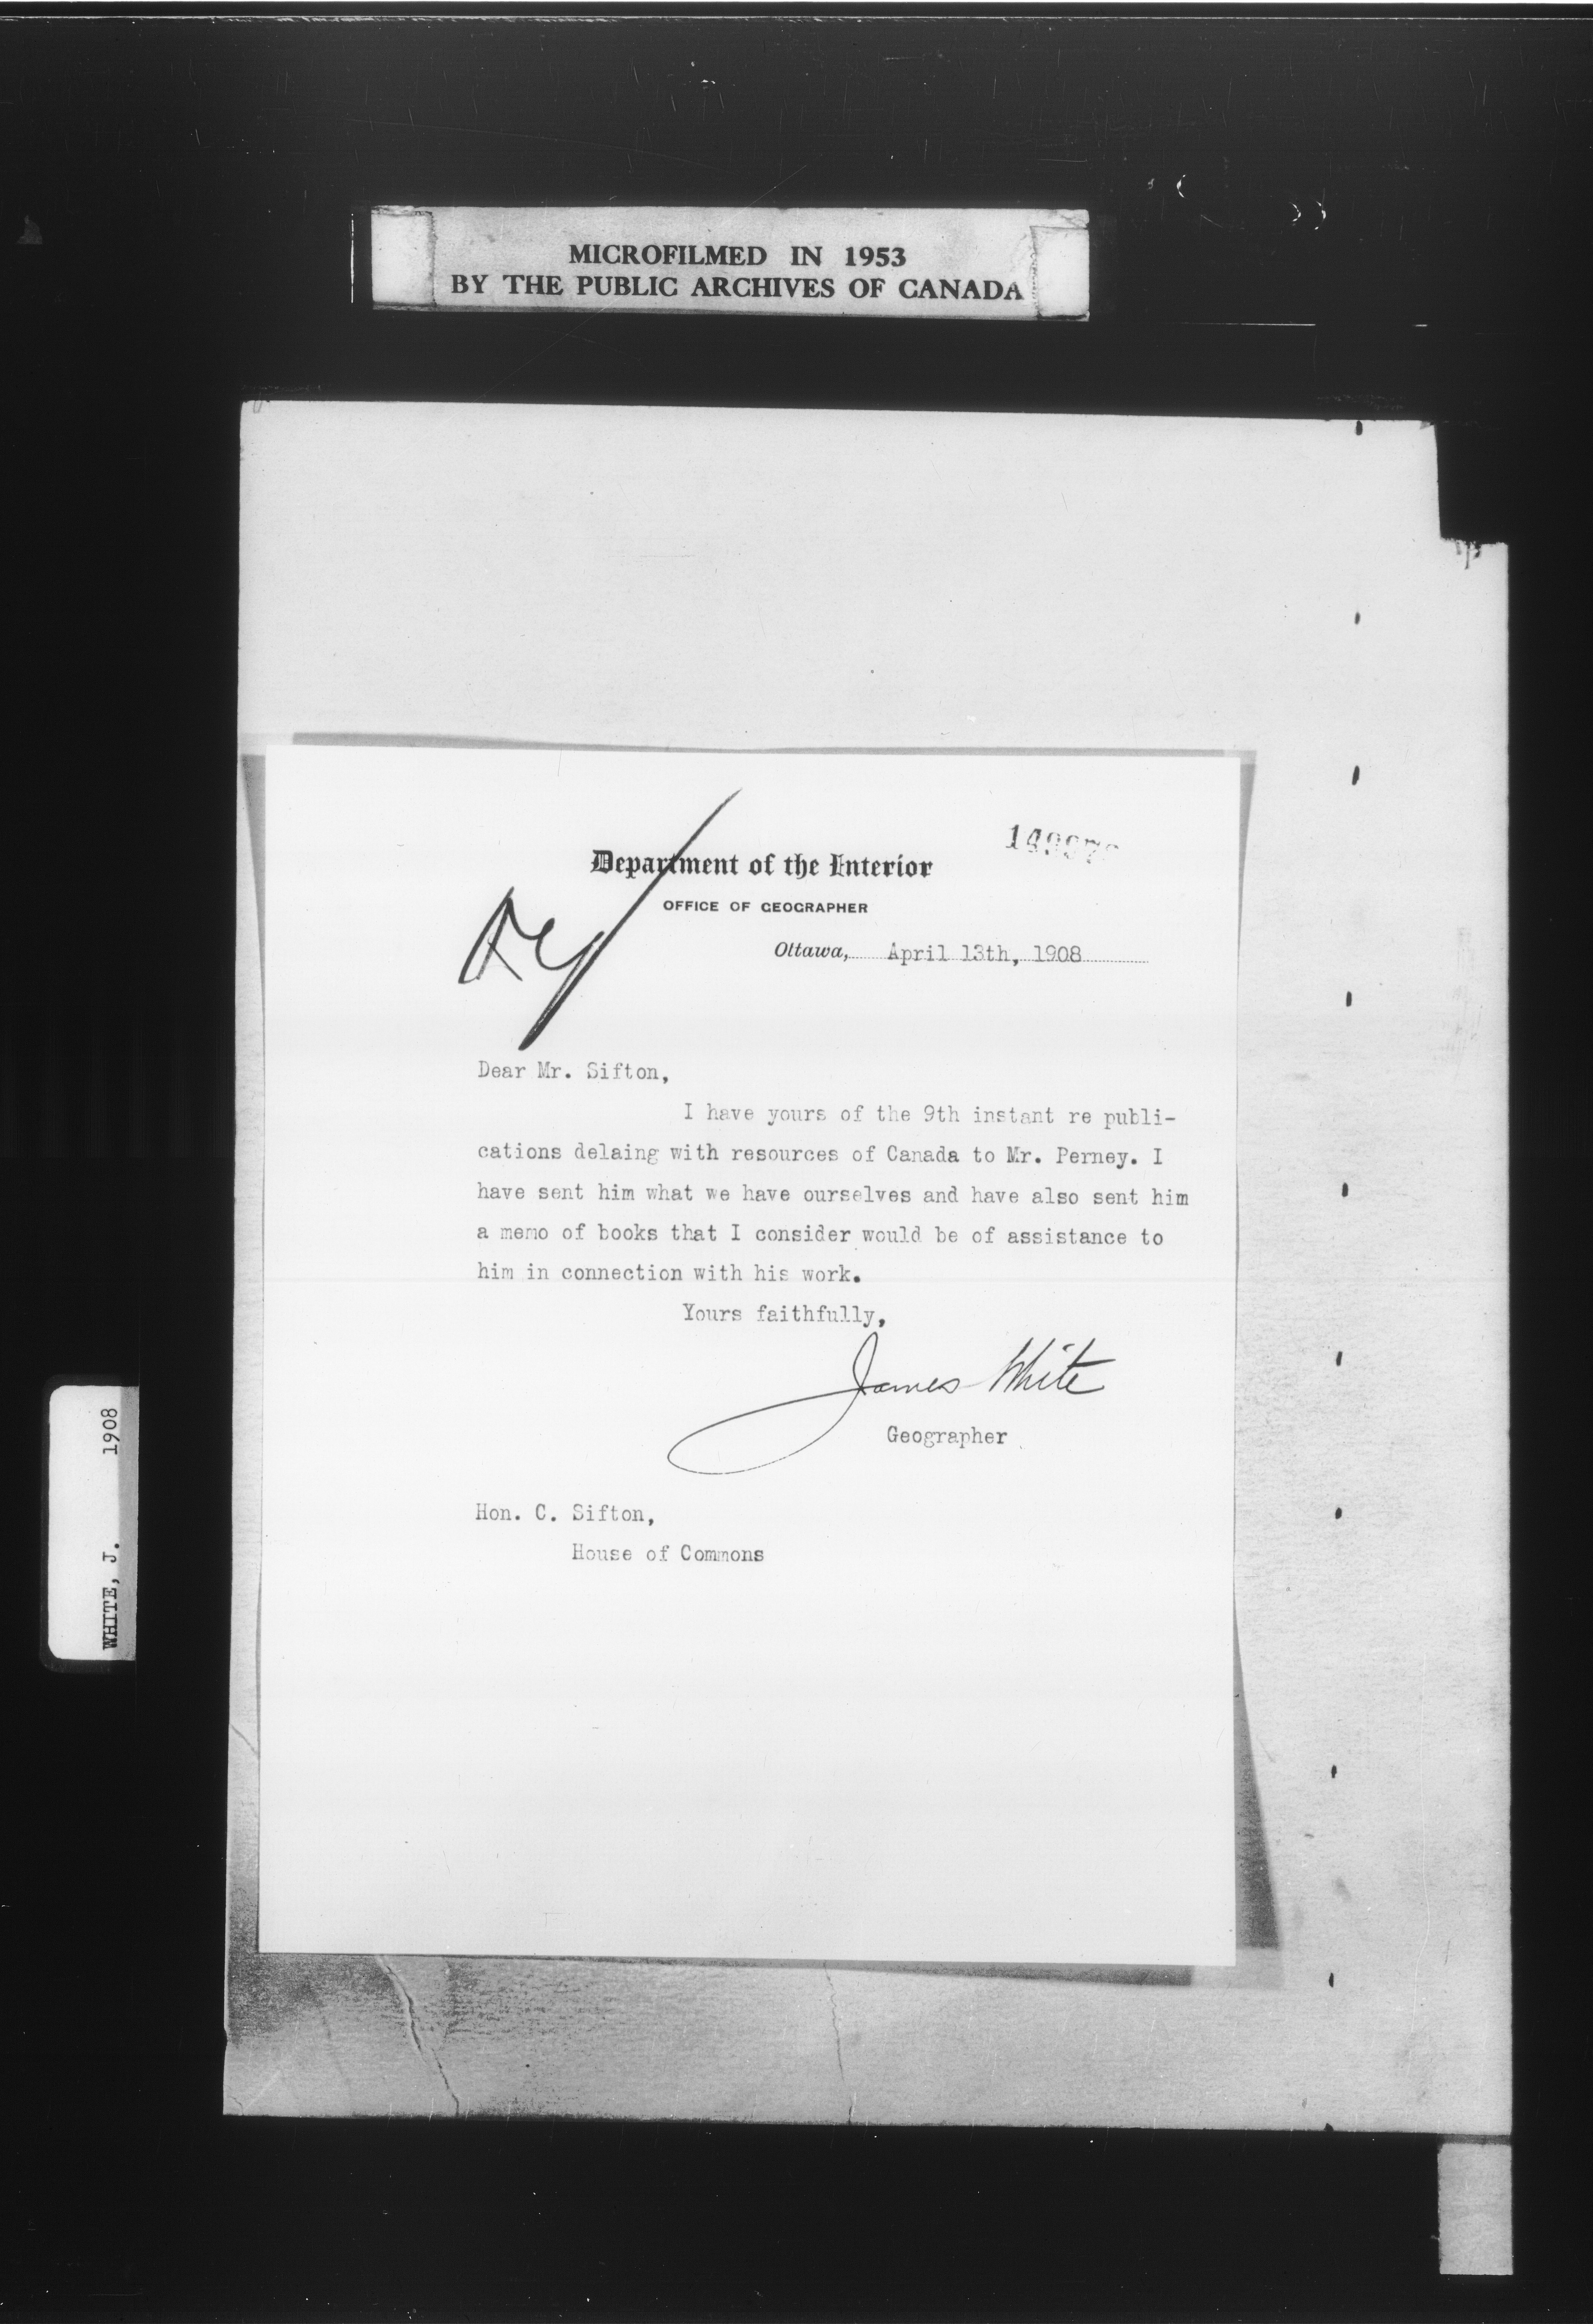 MICROFILMED IN 1953
BY THE PUBLIC ARCHIVES OF CANADA
Department of the Interior
OFFICE OF GEOGRAPHER
Ottawa, April 13th, 1908
Dear Mr. Sifton,
I have yours of the 9th instant re publi-
cations delaing with resources of Canada to Mr. Perney. I
have sent him what we have ourselves and have also sent him
a memo of books that I consider would be of assistance to
him in connection with his work.
Yours faithfully,
James White
Geographer
Hon. C. Sifton,
House of Commons
WHITE, J. 1908